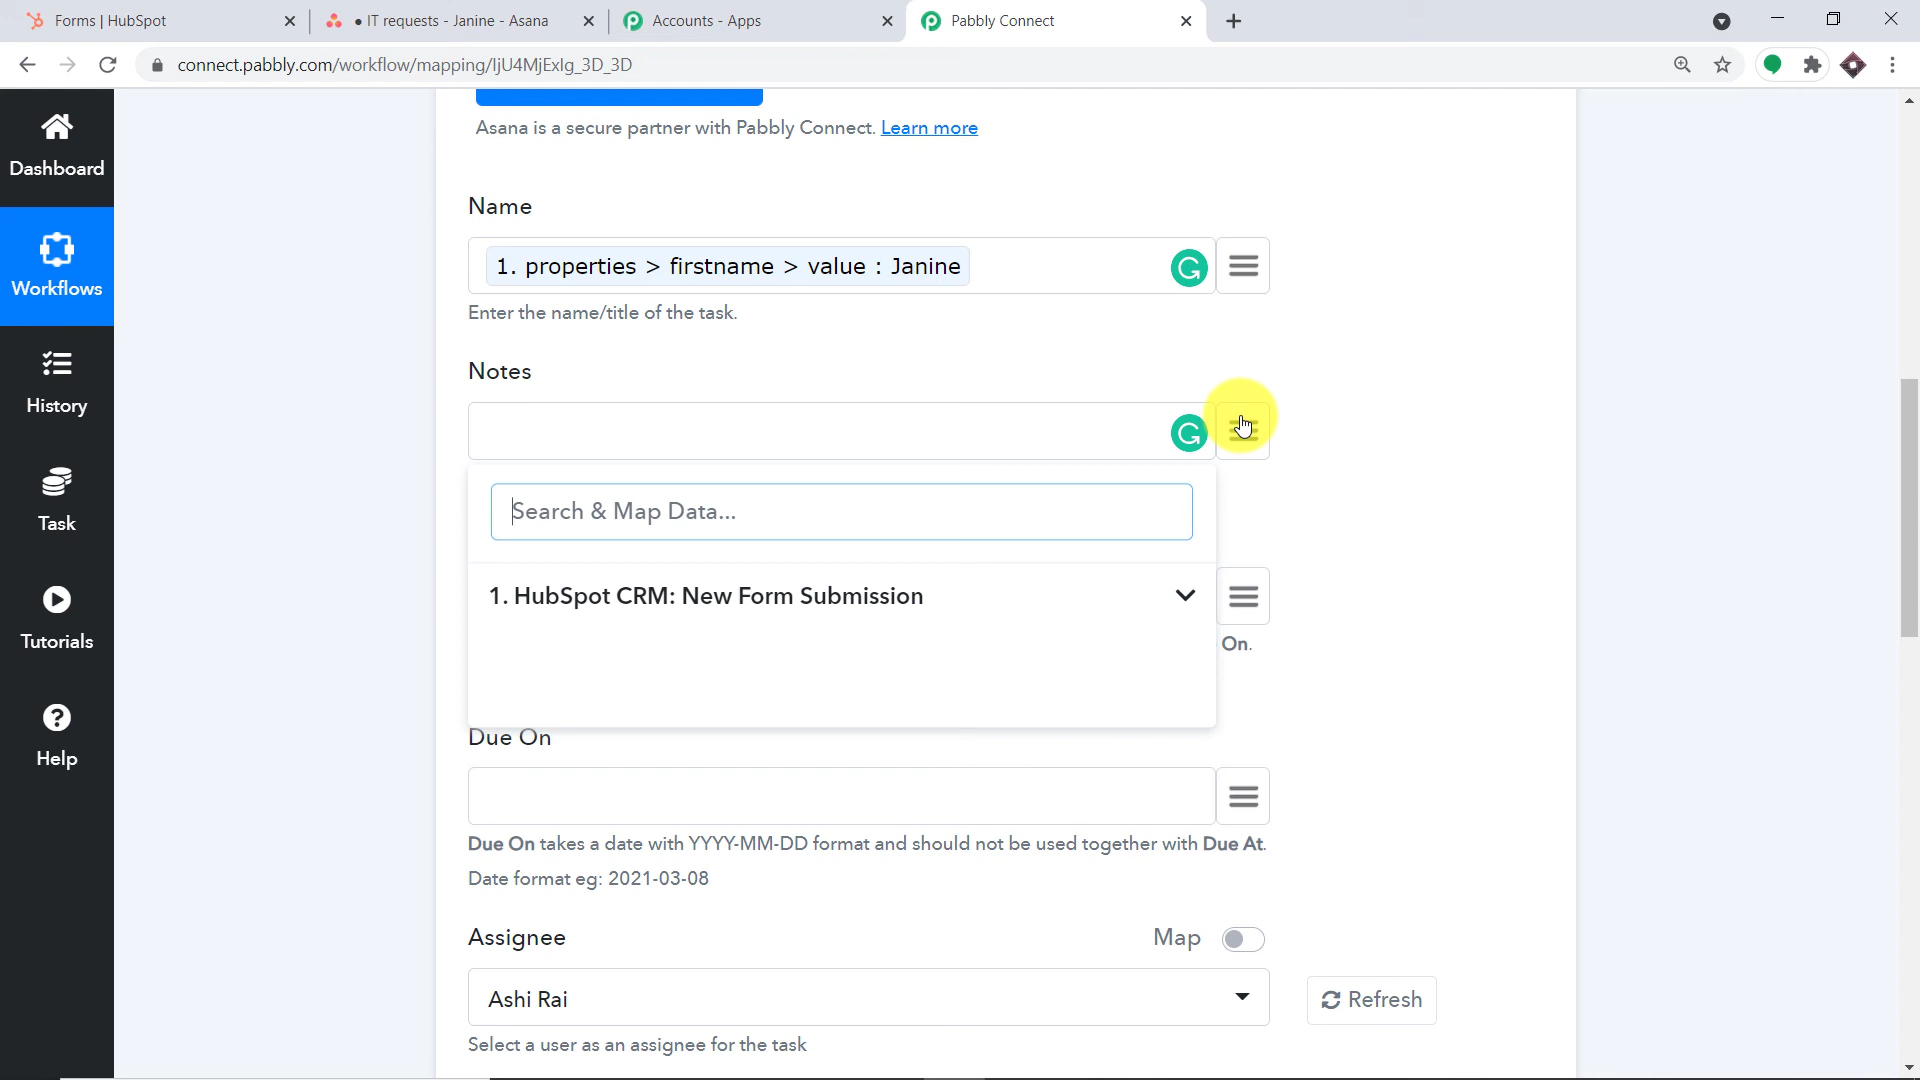 Forms | HubSpot
• IT requests - Janine - Asana
Accounts - Apps
Pabbly Connect
connect.pabbly.com/workflow/mapping/IjU4MjExIg_3D_3D
Dashboard
Workflows
History
Task
Tutorials
Help
Asana is a secure partner with Pabbly Connect. Learn more
Name
1. properties > firstname > value : Janine
Enter the name/title of the task.
Notes
Search & Map Data...
1. HubSpot CRM: New Form Submission
On.
Due On
Due On takes a date with YYYY-MM-DD format and should not be used together with Due At.
Date format eg: 2021-03-08
Assignee
Map
Ashi Rai
Refresh
Select a user as an assignee for the task